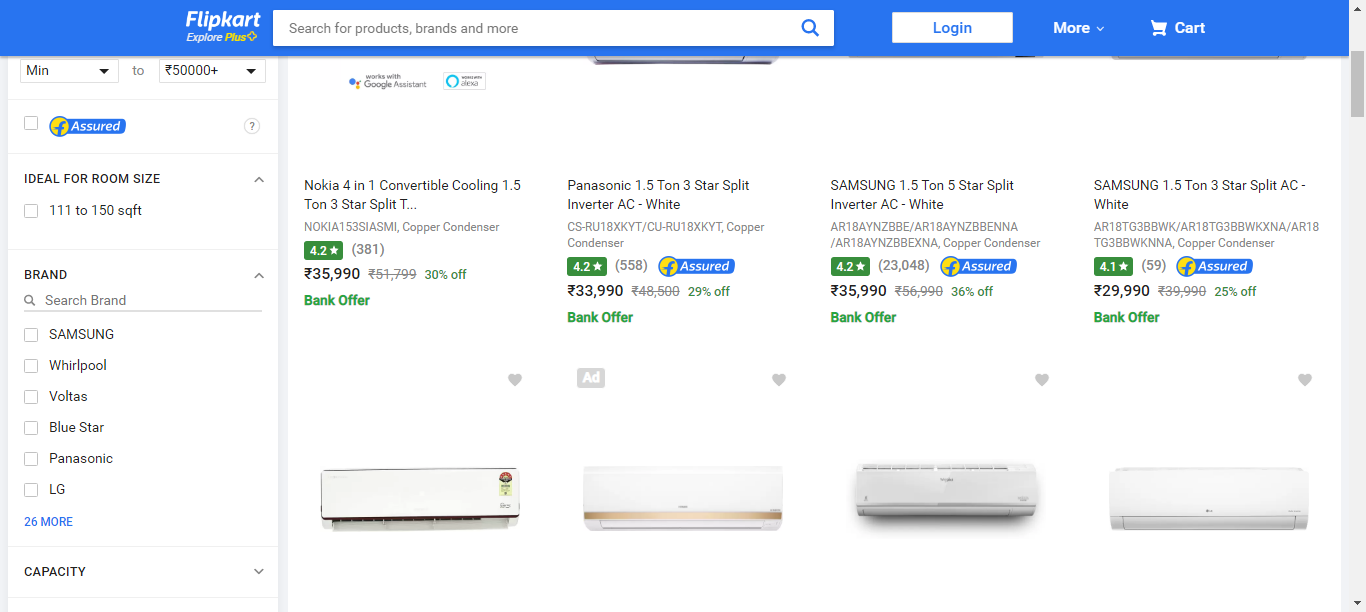 Flipkart
Explore Plus
Search for products, brands and more
Login
More
Cart
Min
to
₹50000+
Assured
?
IDEAL FOR ROOM SIZE
111 to 150 sqft
BRAND
Search Brand
SAMSUNG
Whirlpool
Voltas
Blue Star
Panasonic
LG
26 MORE
CAPACITY
works with
Google Assistant
WORKS WITH
alexa
Nokia 4 in 1 Convertible Cooling 1.5
Ton 3 Star Split T...
NOKIA153SIASMI, Copper Condenser
4.2 ★ (381)
₹35,990 ₹51,799 30% off
Bank Offer
Panasonic 1.5 Ton 3 Star Split
Inverter AC - White
CS-RU18XKYT/CU-RU18XKYT, Copper
Condenser
4.2 ★ (558) Assured
₹33,990 ₹48,500 29% off
Bank Offer
SAMSUNG 1.5 Ton 5 Star Split
Inverter AC - White
AR18AYNZBBE/AR18AYNZBBENNA
/AR18AYNZBBEXNA, Copper Condenser
4.2 ★ (23,048) Assured
₹35,990 ₹56,990 36% off
Bank Offer
SAMSUNG 1.5 Ton 3 Star Split AC -
White
AR18TG3BBWK/AR18TG3BBWKXNA/AR18
TG3BBWKNNA, Copper Condenser
4.1 ★ (59) Assured
₹29,990 ₹39,990 25% off
Bank Offer
Ad
LG